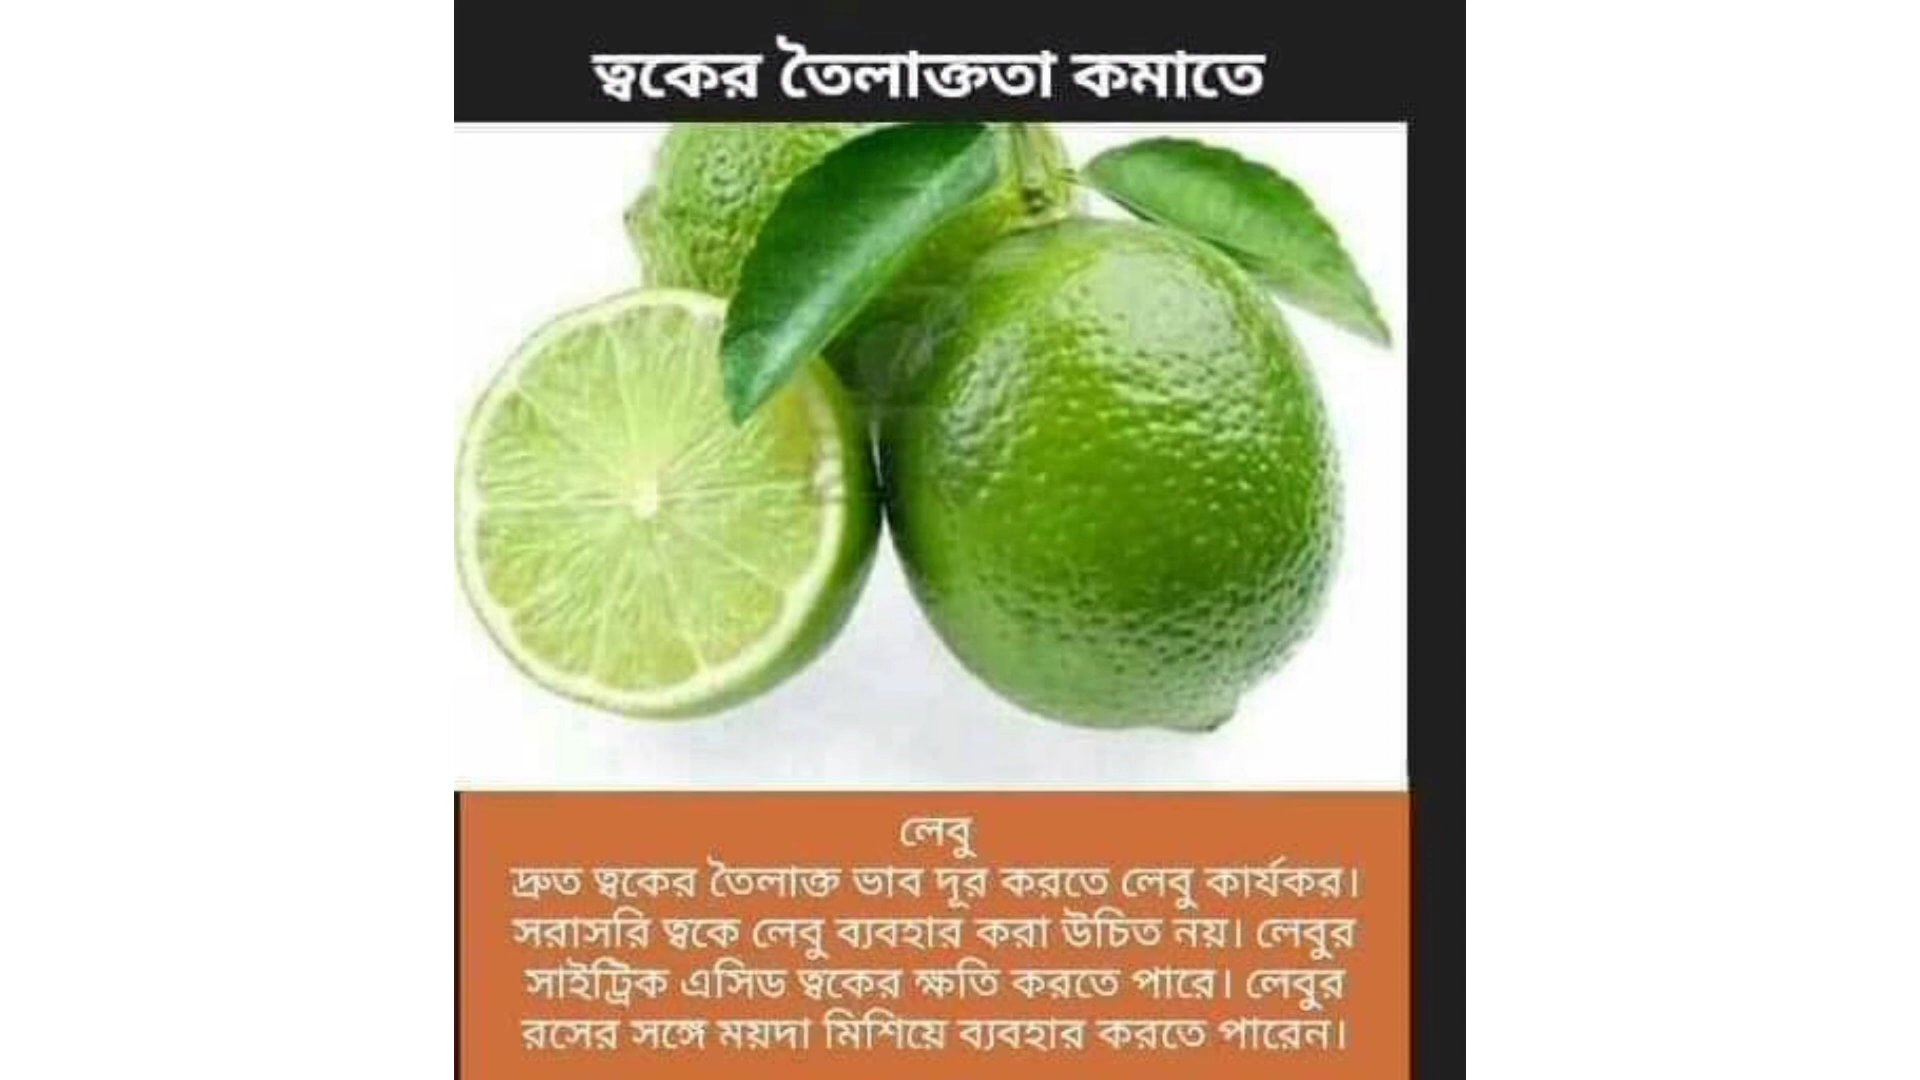 ত্বকের তৈলাক্ততা কমাতে
লেবু
দ্রুত ত্বকের তৈলাক্ত ভাব দূর করতে লেবু কার্যকর।
সরাসরি ত্বকে লেবু ব্যবহার করা উচিত নয়। লেবুর
সাইট্রিক এসিড ত্বকের ক্ষতি করতে পারে। লেবুর
রসের সঙ্গে ময়দা মিশিয়ে ব্যবহার করতে পারেন।